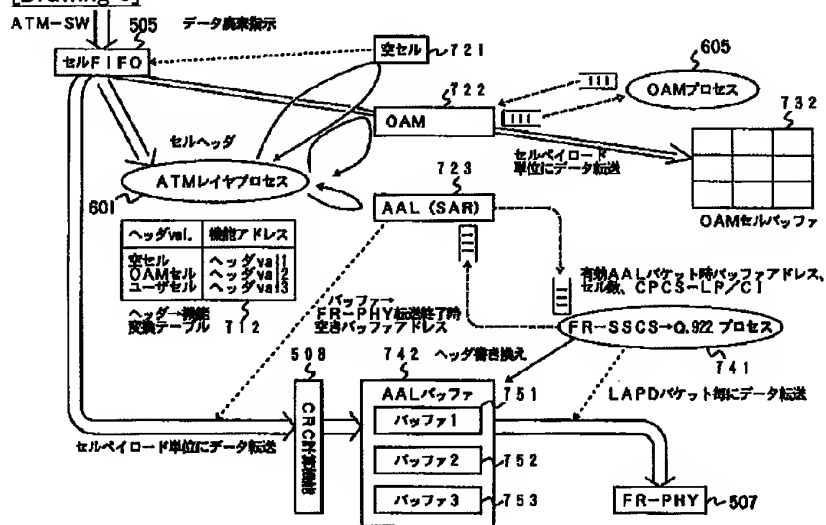 ATM-SW
505
データ廃棄指示
セルFIFO
空セル
721
722
605
OAM
OAMプロセス
732
セルヘッダ
セルペイロード
単位にデータ転送
ATMレイヤプロセス
601
723
AAL (SAR)
OAMセルバッファ
ヘッダval. 機能アドレス
空セル ヘッダval1
OAMセル ヘッダval2
ユーザセル ヘッダval3
ヘッダ→機能
変換テーブル
712
有効AALパケット時バッファアドレス、
セル数、CPCS-LP/CI
バッファ→
FR-PHY転送終了時
空きバッファアドレス
FR-SSCS→Q.922 プロセス
741
508
742
ヘッダ書き換え
LAPDパケット毎にデータ転送
CRC計算機能
AALバッファ
751
バッファ1
セルペイロード単位にデータ転送
バッファ2
752
バッファ3
753
FR-PHY
507